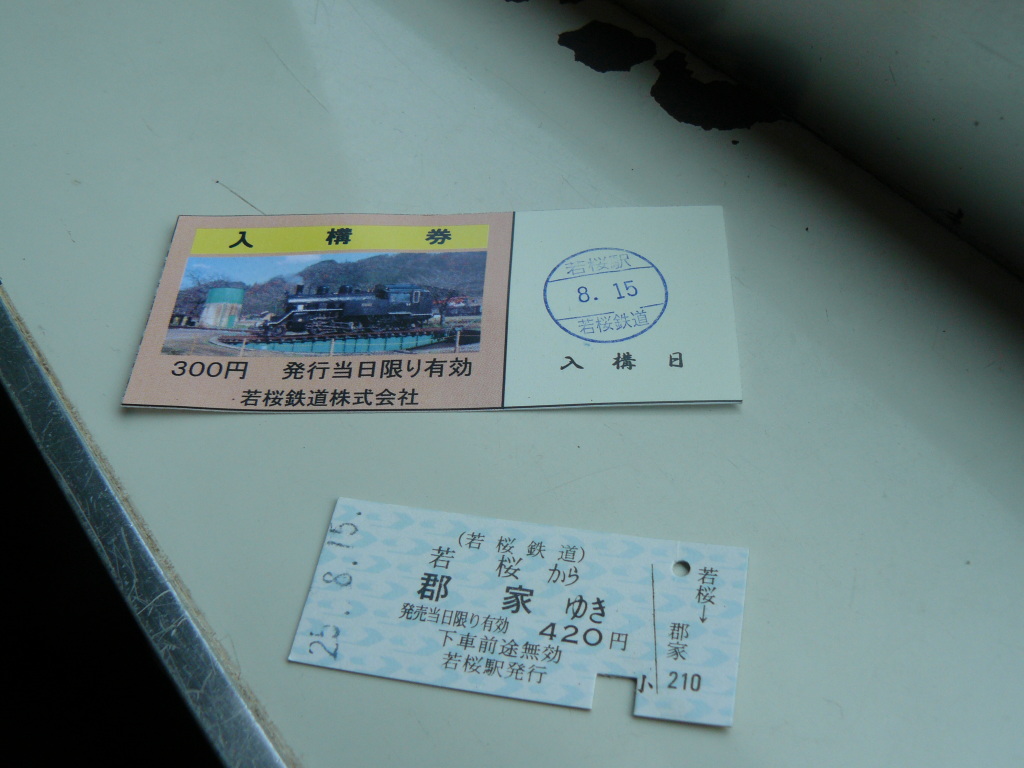 入構券
300円 発行当日限り有効
若桜鉄道株式会社
若桜駅
8. 15
若桜鉄道
入構日
25. 8. 15.
(若桜鉄道)
若桜から
郡家ゆき
発売当日限り有効 420円
下車前途無効
若桜駅発行
小
若桜→郡家
210